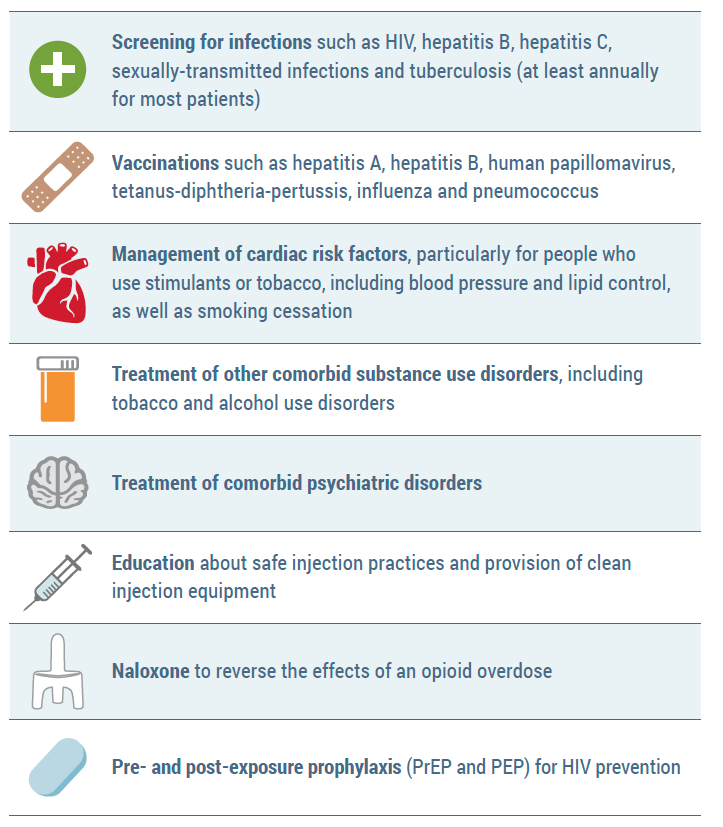 Screening for infections such as HIV, hepatitis B, hepatitis C,
sexually-transmitted infections and tuberculosis (at least annually
for most patients)
Vaccinations such as hepatitis A, hepatitis B, human papillomavirus,
tetanus-diphtheria-pertussis, influenza and pneumococcus
Management of cardiac risk factors, particularly for people who
use stimulants or tobacco, including blood pressure and lipid control,
as well as smoking cessation
Treatment of other comorbid substance use disorders, including
tobacco and alcohol use disorders
Treatment of comorbid psychiatric disorders
Education about safe injection practices and provision of clean
injection equipment
Naloxone to reverse the effects of an opioid overdose
Pre- and post-exposure prophylaxis (PrEP and PEP) for HIV prevention